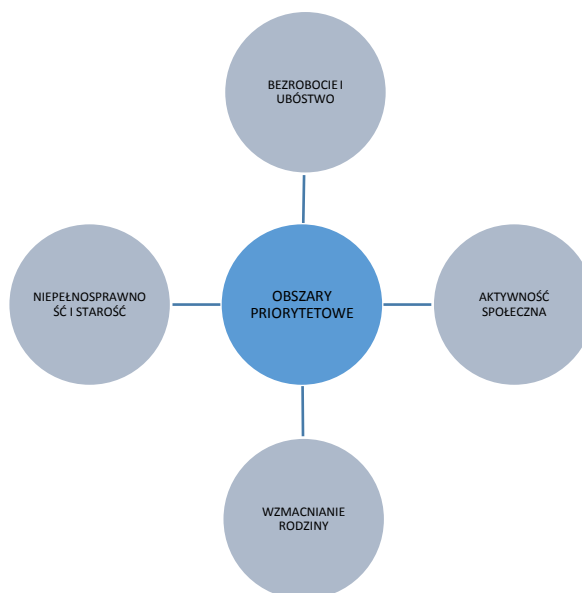 BEZROBOCIE I
UBÓSTWO
NIEPEŁNOSPRAWNO
ŚĆ I STAROŚĆ
OBSZARY
PRIORYTETOWE
AKTYWNOŚĆ
SPOŁECZNA
WZMACNIANIE
RODZINY